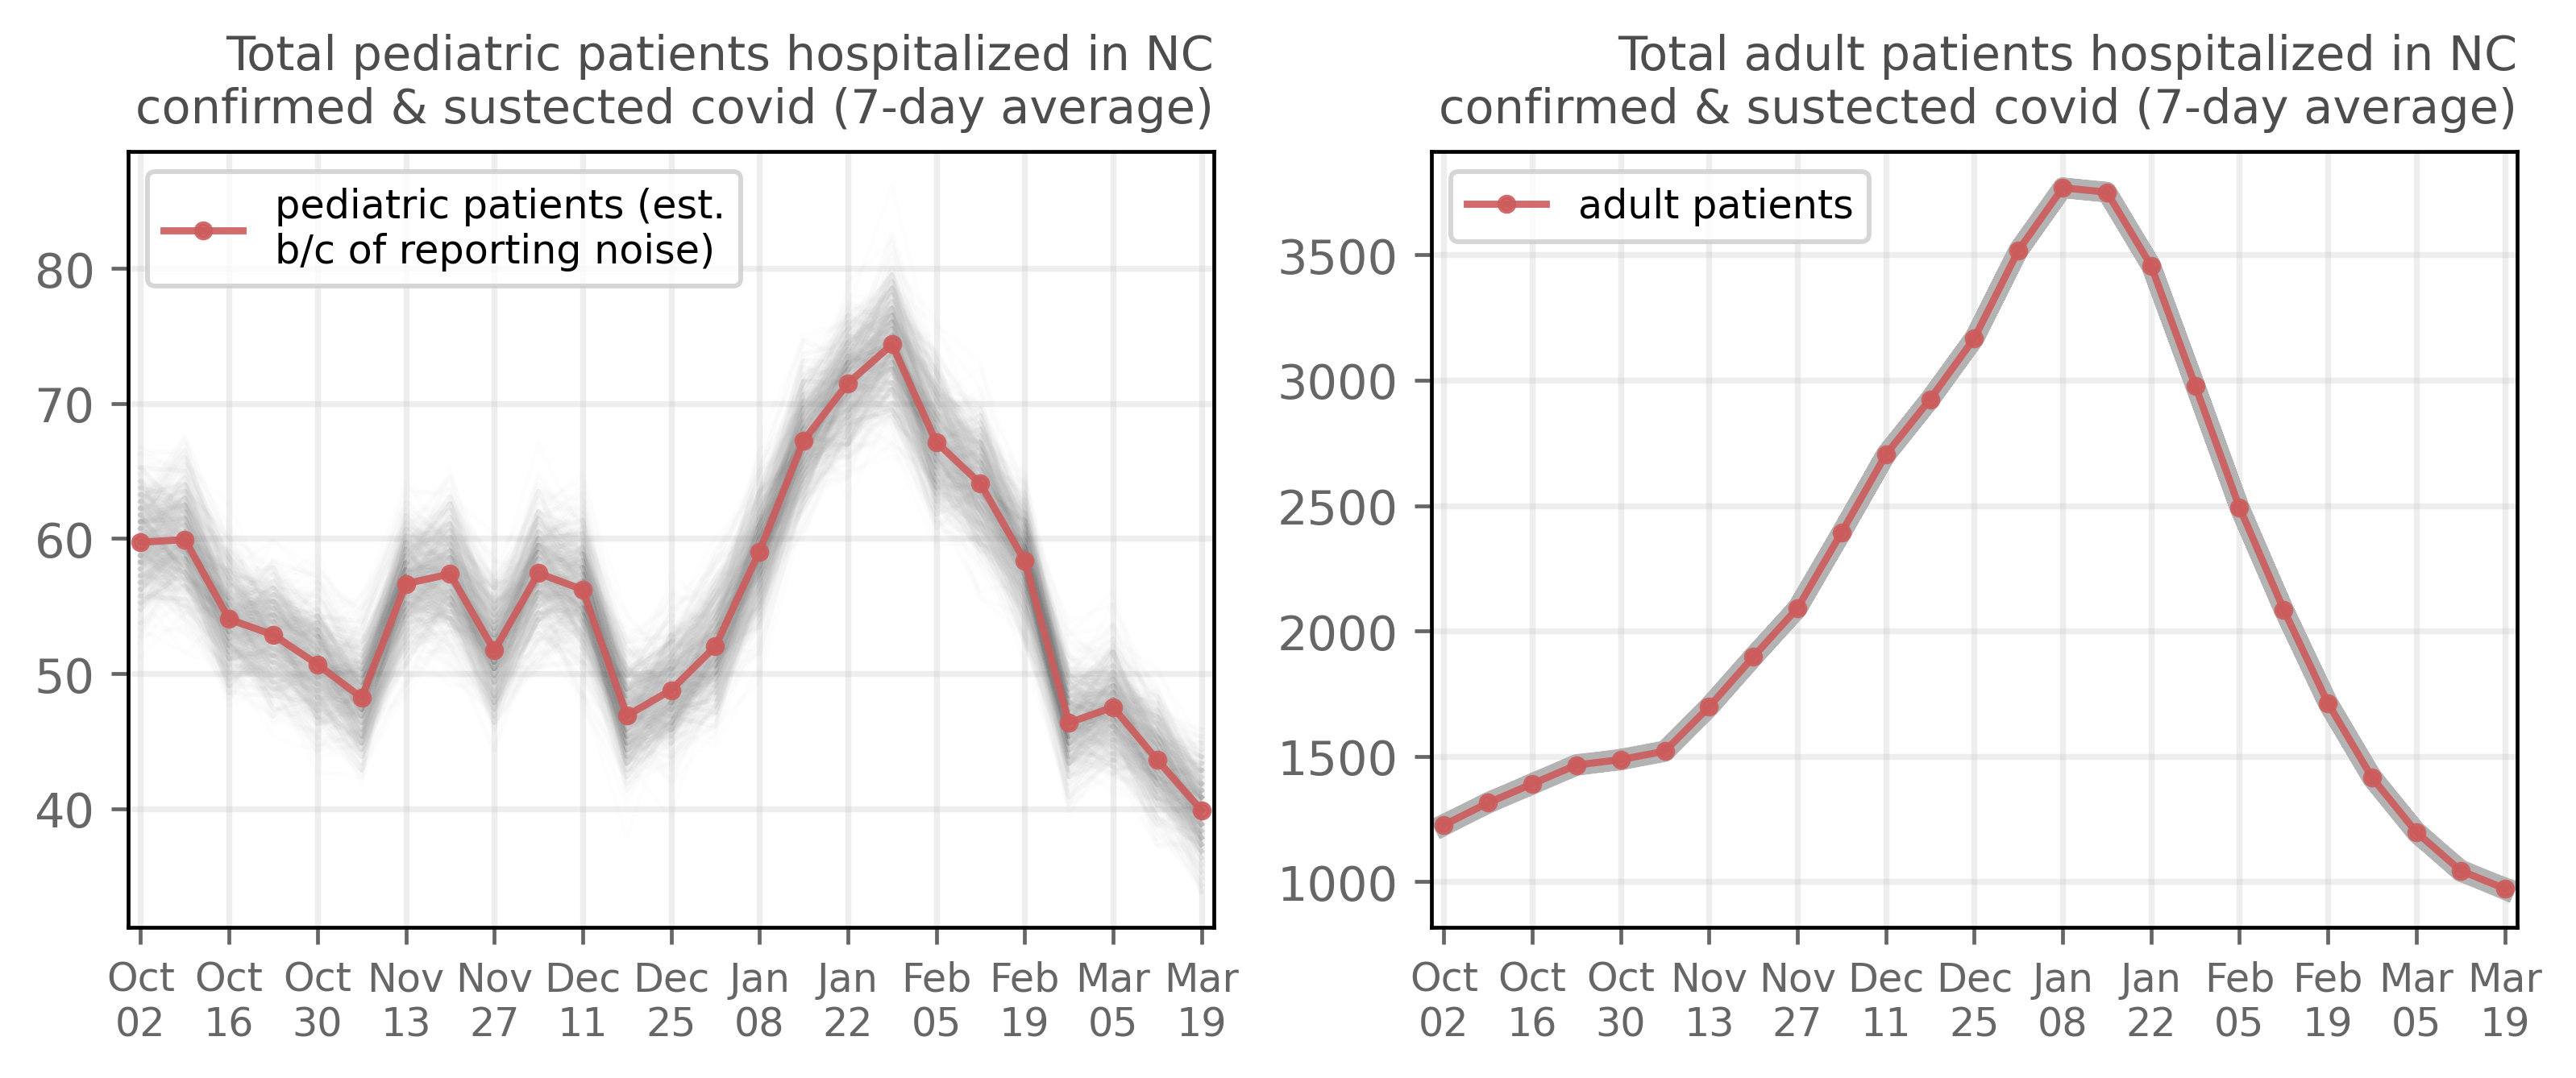 Total pediatric patients hospitalized in NC
confirmed & sustected covid (7-day average)
pediatric patients (est.
b/c of reporting noise)
80
70
60
50
40
Oct Oct Oct Nov Nov Dec Dec Jan Jan Feb Feb Mar Mar
02 16 30 13 27 11 25 08 22 05 19 05 19
Total adult patients hospitalized in NC
confirmed & sustected covid (7-day average)
adult patients
3500
3000
2500
2000
1500
1000
Oct Oct Oct Nov Nov Dec Dec Jan Jan Feb Feb Mar Mar
02 16 30 13 27 11 25 08 22 05 19 05 19